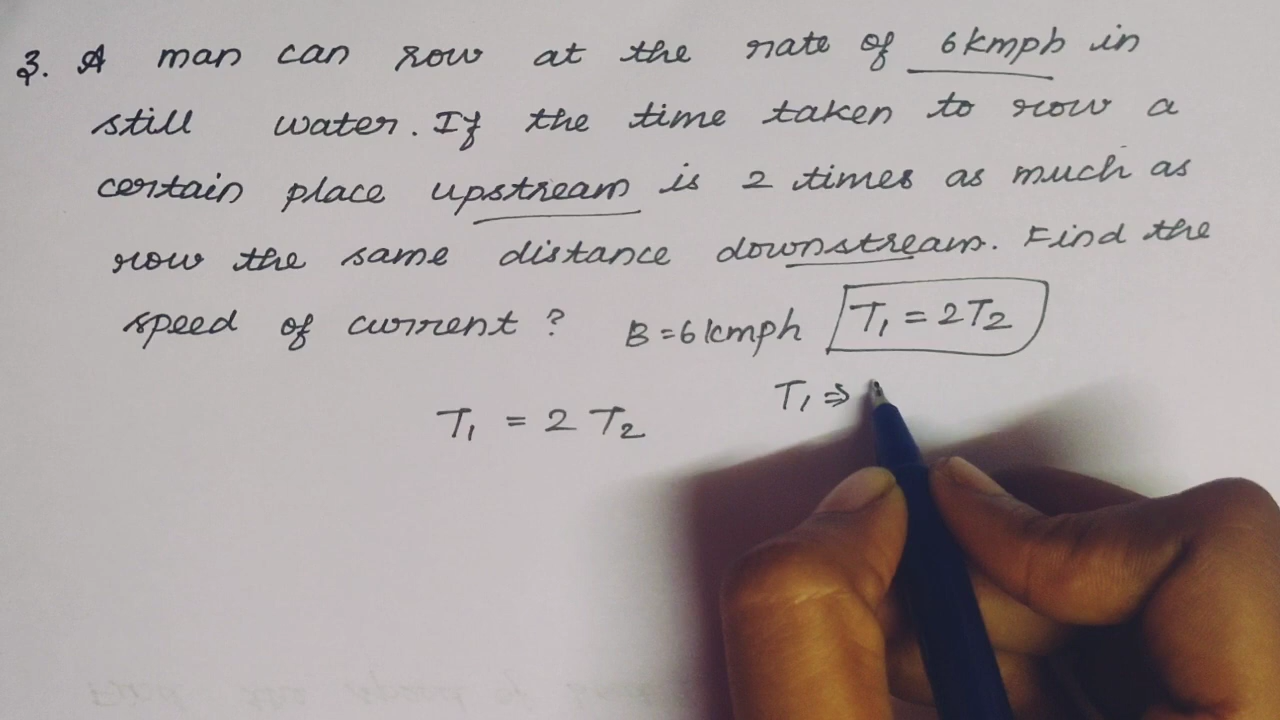 3. A man can row at the rate of 6kmph in
still water. If the time taken to row a
certain place upstream is 2 times as much as
row the same distance downstream. Find the
speed of current ? B = 6kmph T₁ = 2T₂
T₁ ⇒
T₁ = 2 T₂